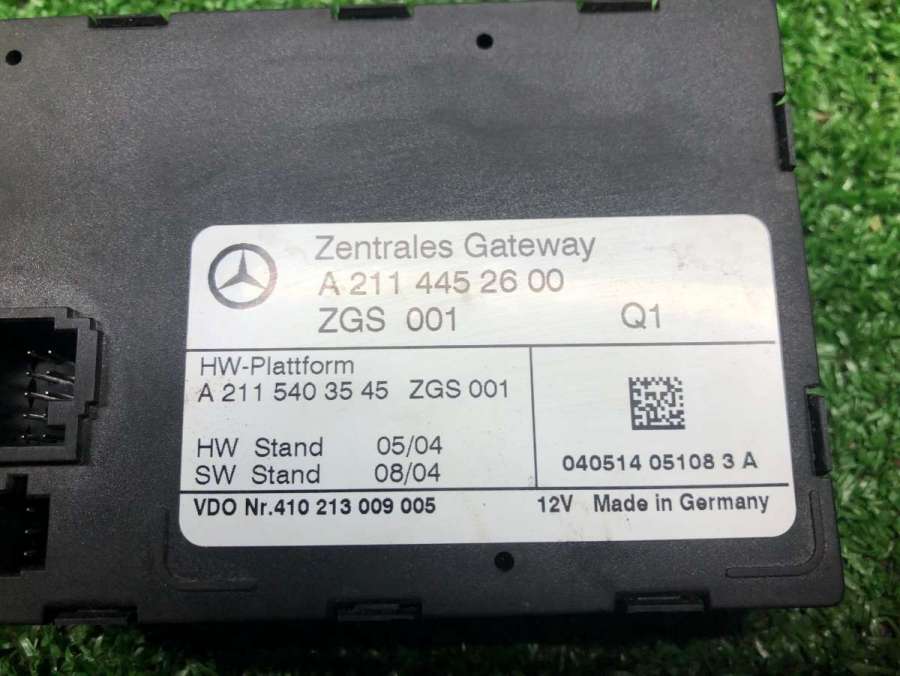 Zentrales Gateway
A 211 445 26 00
ZGS 001 Q1
HW-Plattform
A 211 540 35 45 ZGS 001
HW Stand 05/04
SW Stand 08/04
040514 05108 3 A
VDO Nr.410 213 009 005 12V Made in Germany